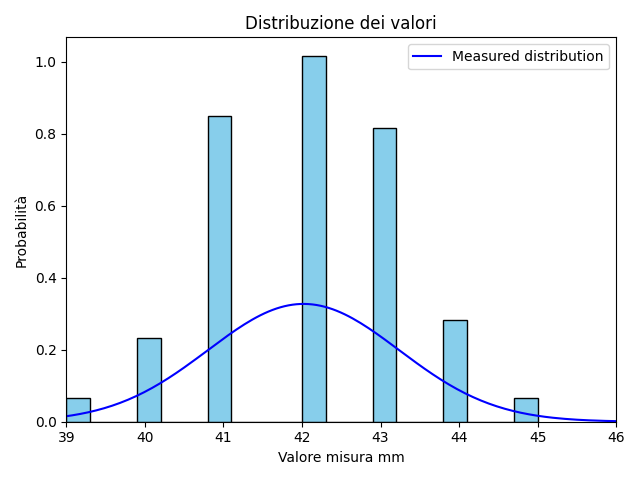 Distribuzione dei valori
Measured distribution
Probabilità
1.0
0.8
0.6
0.4
0.2
0.0
39 40 41 42 43 44 45 46
Valore misura mm